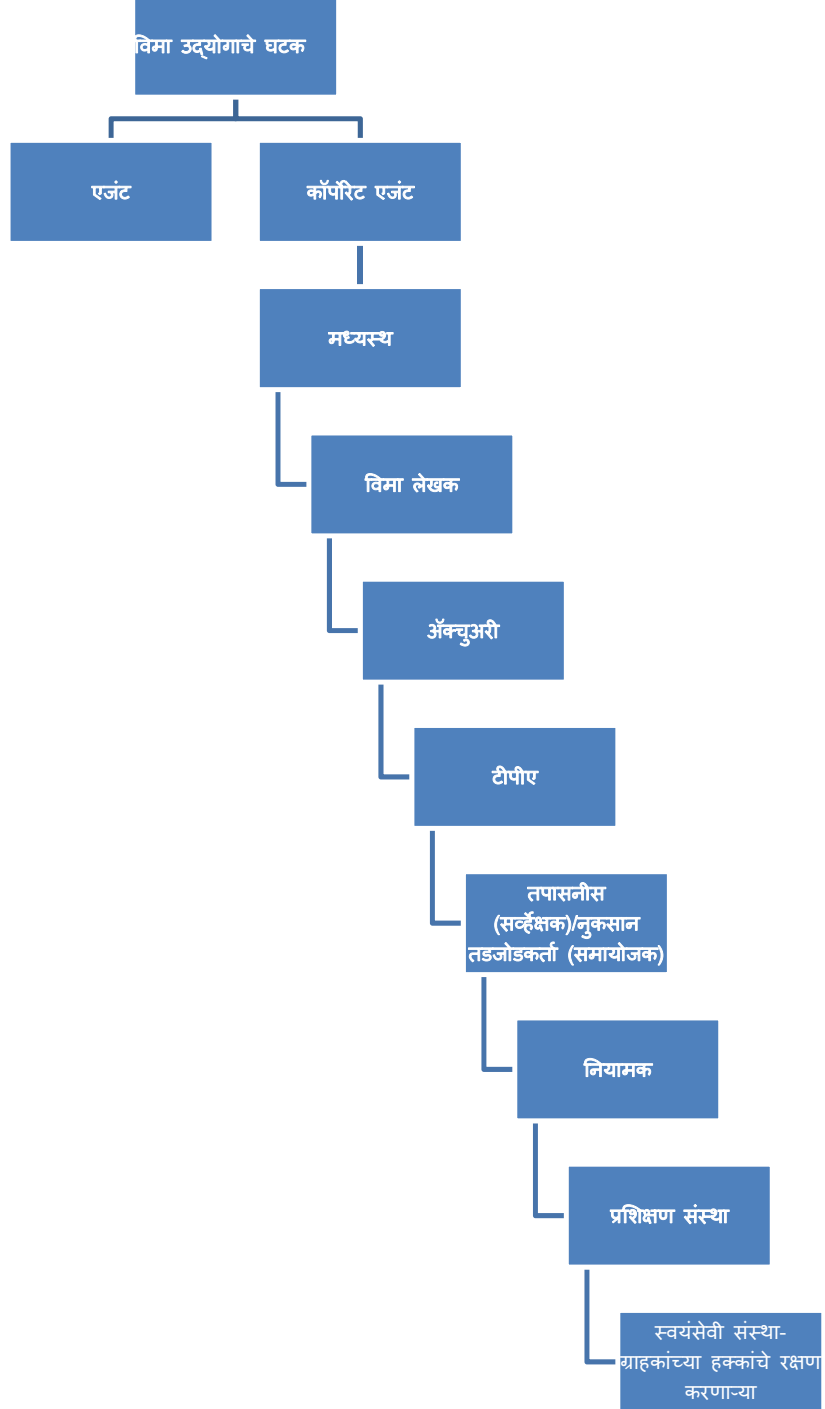 विमा उद्योगाचे घटक
एजंट
कॉर्पोरेट एजंट
मध्यस्थ
विमा लेखक
ॲक्चुअरी
टीपीए
तपासनीस
(सर्व्हेक्षक)/नुकसान
तडजोडकर्ता (समायोजक)
नियामक
प्रशिक्षण संस्था
स्वयंसेवी संस्था-
ग्राहकांच्या हक्कांचे रक्षण
करणाऱ्या